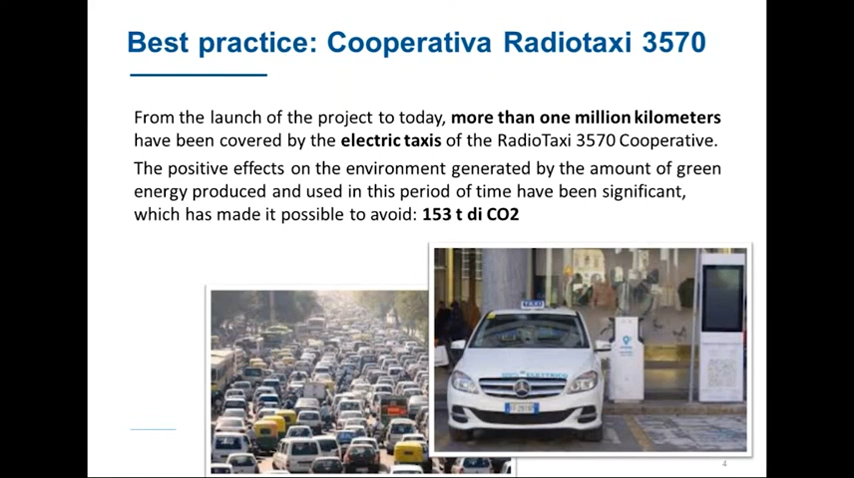 Best practice: Cooperativa Radiotaxi 3570
From the launch of the project to today, more than one million kilometers
have been covered by the electric taxis of the RadioTaxi 3570 Cooperative.
The positive effects on the environment generated by the amount of green
energy produced and used in this period of time have been significant,
which has made it possible to avoid: 153 t di CO2
TAXI
ELETTRICO
4